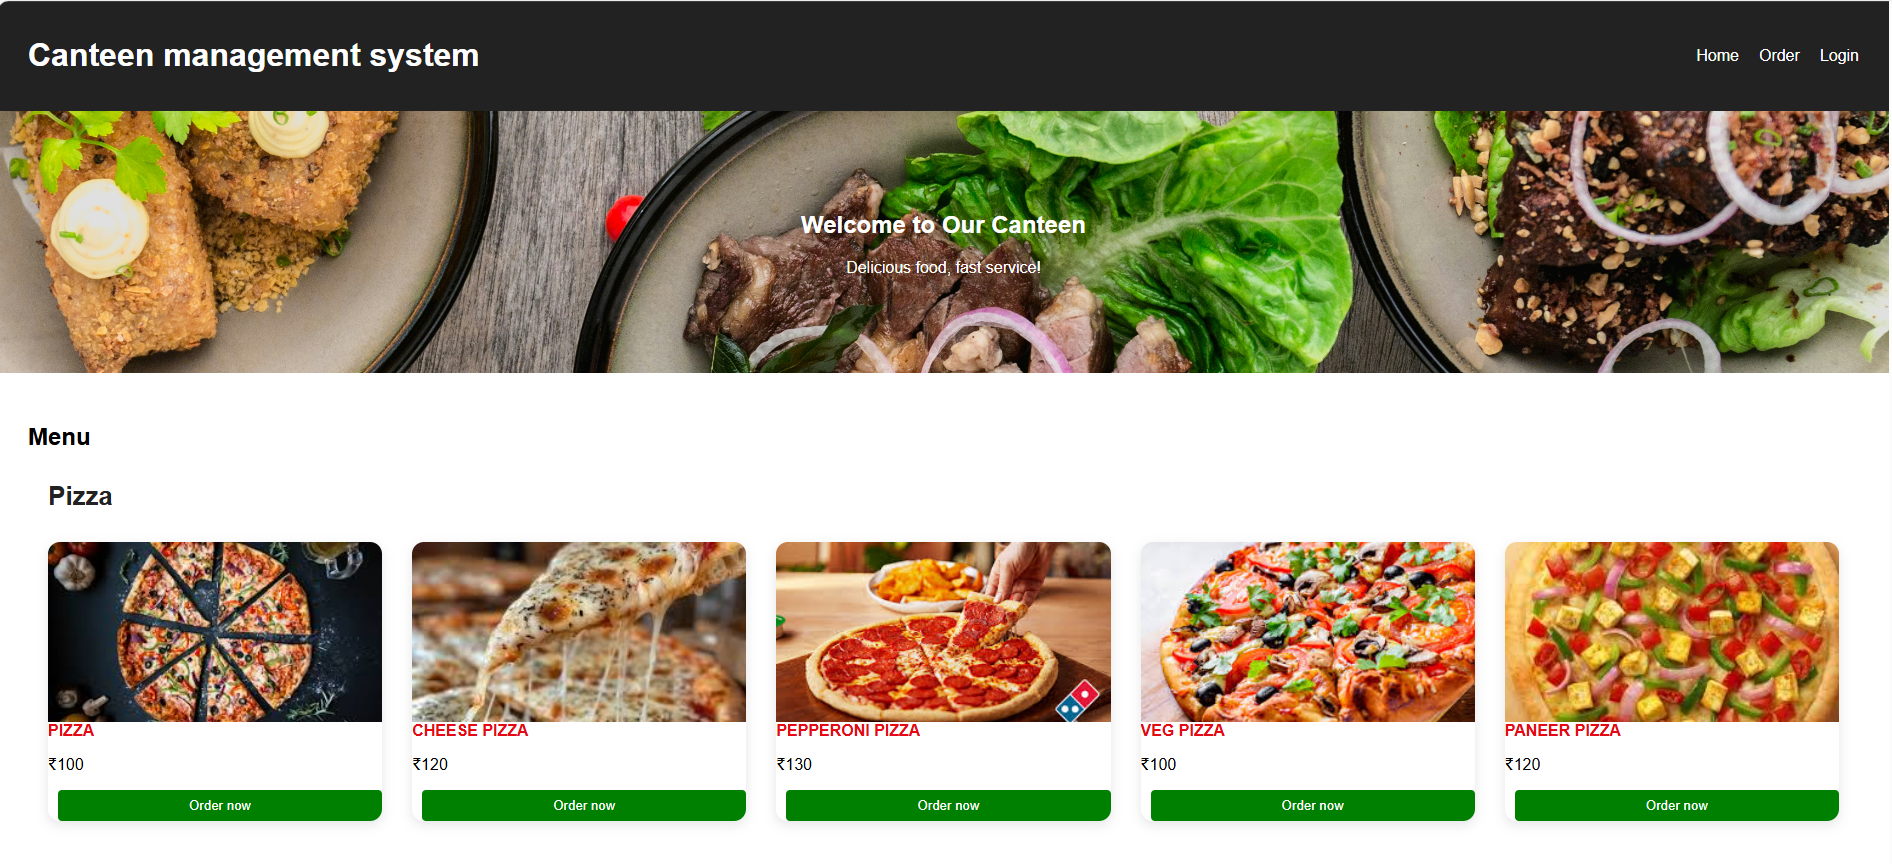 Canteen management system
Home Order Login
Welcome to Our Canteen
Delicious food, fast service!
Menu
Pizza
PIZZA
₹100
Order now
CHEESE PIZZA
₹120
Order now
PEPPERONI PIZZA
₹130
Order now
VEG PIZZA
₹100
Order now
PANEER PIZZA
₹120
Order now